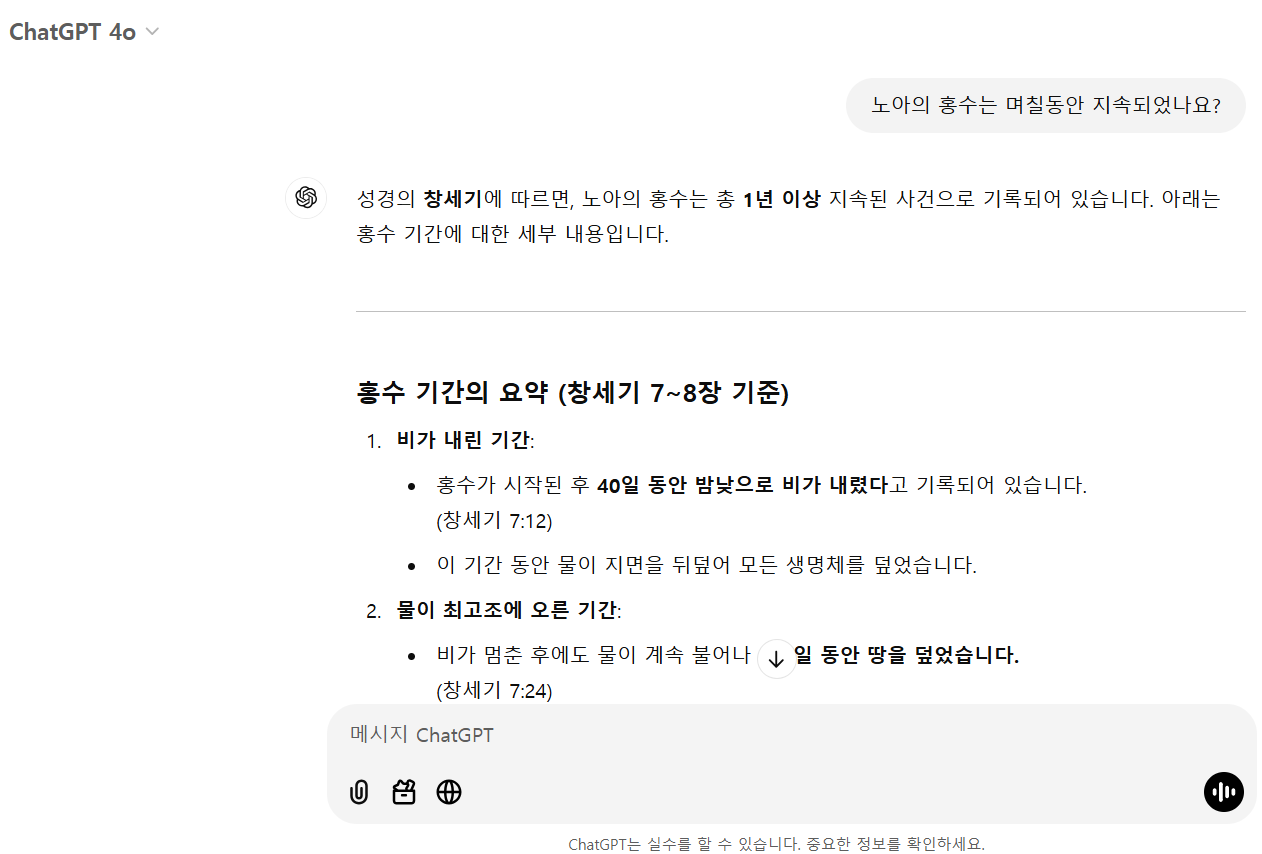 ChatGPT 4o
노아의 홍수는 며칠동안 지속되었나요?
성경의 창세기에 따르면, 노아의 홍수는 총 1년 이상 지속된 사건으로 기록되어 있습니다. 아래는
홍수 기간에 대한 세부 내용입니다.
홍수 기간의 요약 (창세기 7~8장 기준)
1. 비가 내린 기간:
• 홍수가 시작된 후 40일 동안 밤낮으로 비가 내렸다고 기록되어 있습니다.
(창세기 7:12)
• 이 기간 동안 물이 지면을 뒤덮어 모든 생명체를 덮었습니다.
2. 물이 최고조에 오른 기간:
• 비가 멈춘 후에도 물이 계속 불어나 일 동안 땅을 덮었습니다.
(창세기 7:24)
메시지 ChatGPT
ChatGPT는 실수를 할 수 있습니다. 중요한 정보를 확인하세요.